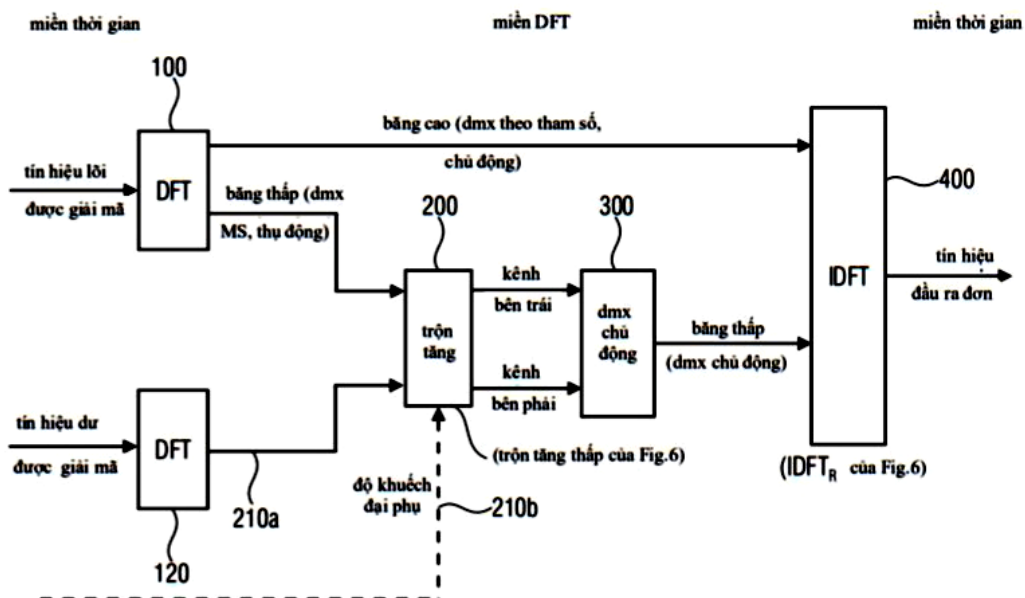 miền thời gian
miền DFT
miền thời gian
100
băng cao (dmx theo tham số,
chủ động)
tín hiệu lõi
được giải mã
DFT
băng thấp (dmx
MS, thụ động)
200
300
400
kênh
bên trái
trộn
tăng
dmx
chủ
động
IDFT
tín hiệu
đầu ra đơn
băng thấp
(dmx chủ động)
kênh
bên phải
tín hiệu dư
được giải mã
DFT
210a
(trộn tăng thấp của Fig.6)
(IDFT_R của Fig.6)
độ khuếch
đại phụ
210b
120